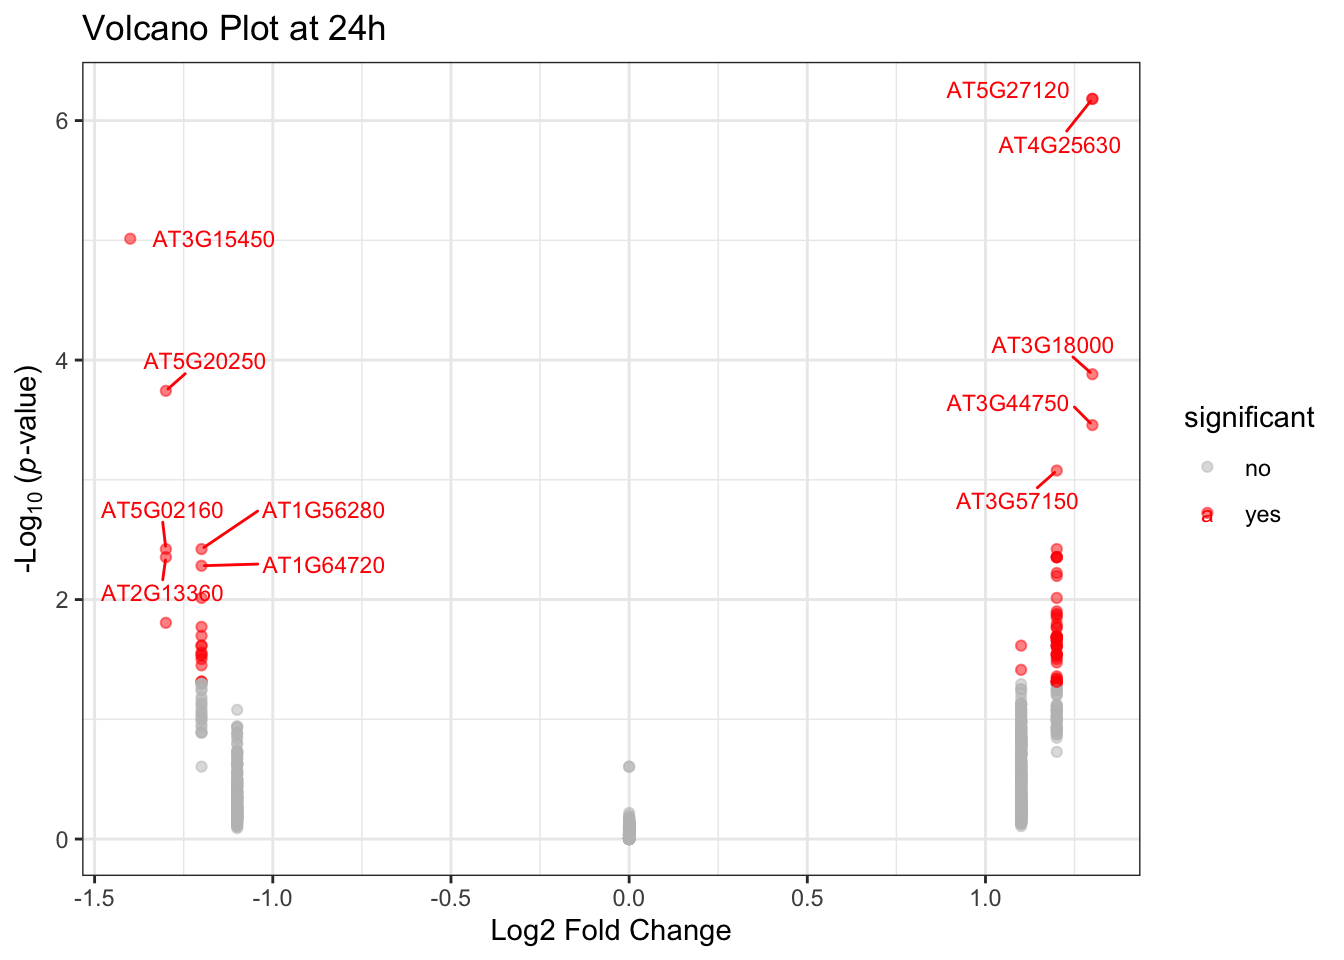 Volcano Plot at 24h
AT5G27120
AT4G25630
AT3G15450
AT3G18000
AT5G20250
AT3G44750
AT3G57150
AT5G02160
AT1G56280
AT1G64720
AT2G13360
6
4
2
0
-Log10 (p-value)
-1.5
-1.0
-0.5
0.0
0.5
1.0
Log2 Fold Change
significant
no
a yes